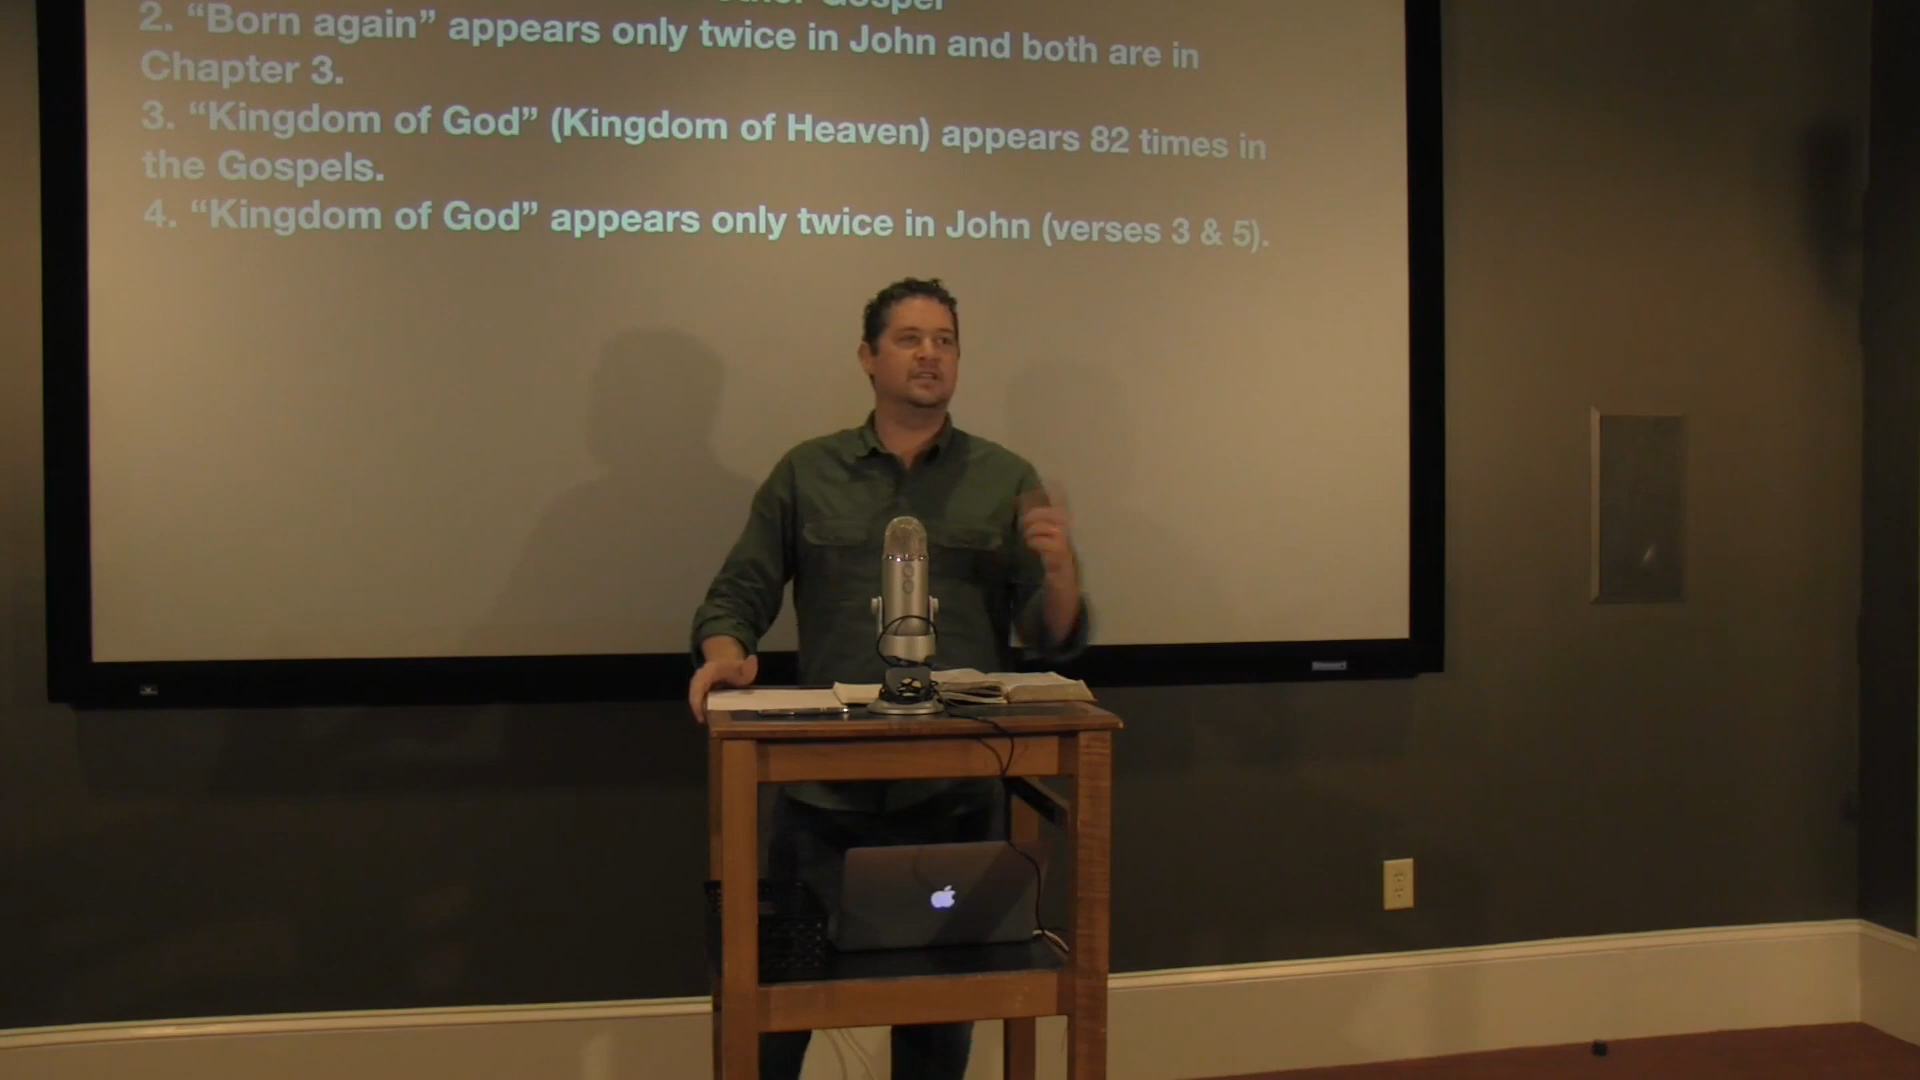 Gospel
2. “Born again” appears only twice in John and both are in
Chapter 3.
3. “Kingdom of God” (Kingdom of Heaven) appears 82 times in
the Gospels.
4. “Kingdom of God” appears only twice in John (verses 3 & 5).